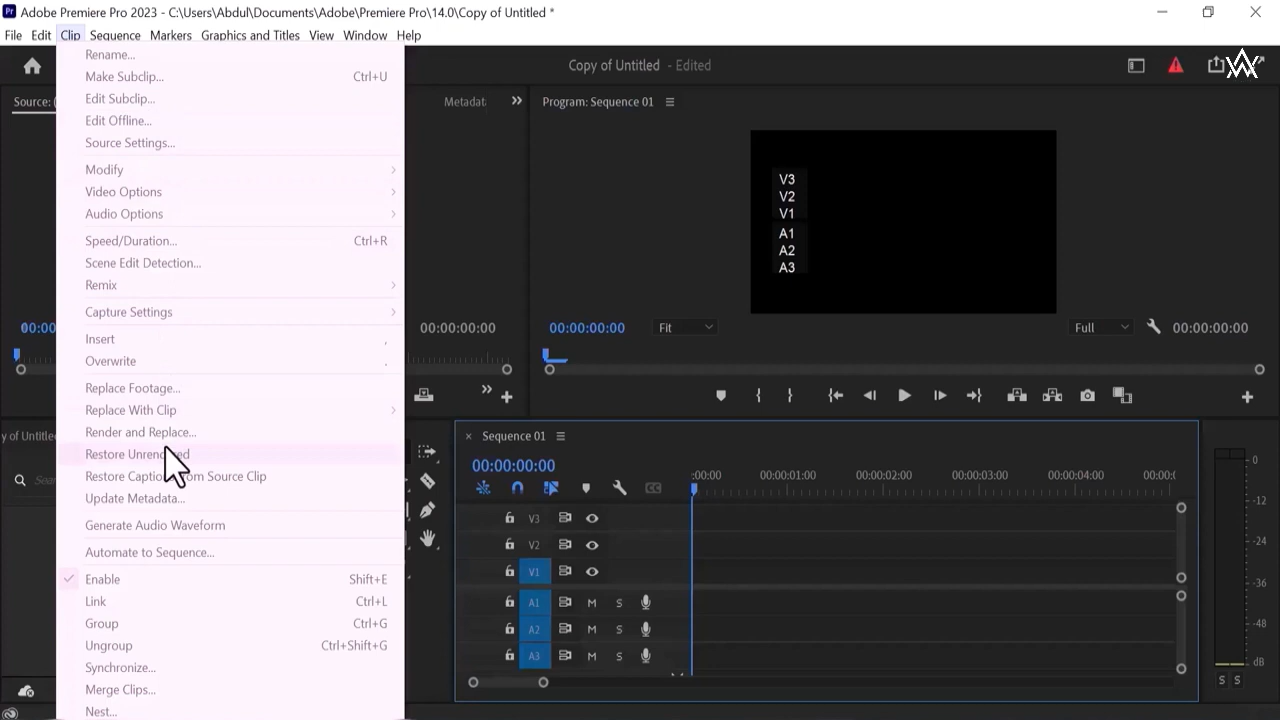 Adobe Premiere Pro 2023 - C:\Users\Abdul\Documents\Adobe\Premiere Pro\14.0\Copy of Untitled *
File Edit Clip Sequence Markers Graphics and Titles View Window Help
Copy of Untitled - Edited
Source: (
Metadat
Program: Sequence 01
Rename...
Make Subclip... Ctrl+U
Edit Subclip...
Edit Offline...
Source Settings...
Modify
Video Options
Audio Options
Speed/Duration... Ctrl+R
Scene Edit Detection...
Remix
Capture Settings
Insert ,
Overwrite .
Replace Footage...
Replace With Clip
Render and Replace...
Restore Unrendered
Restore Captions from Source Clip
Update Metadata...
Generate Audio Waveform
Automate to Sequence...
Enable Shift+E
Link Ctrl+L
Group Ctrl+G
Ungroup Ctrl+Shift+G
Synchronize...
Merge Clips...
Nest...
V3
V2
V1
A1
A2
A3
00:00
00:00:00:00
00:00:00:00 Fit Full 00:00:00:00
y of Untitled
Sear
Sequence 01
00:00:00:00
:00:00 00:00:01:00 00:00:02:00 00:00:03:00 00:00:04:00 00:00:0
CC
V3
V2
V1
A1 M S
A2 M S
A3 M S
0
-12
-24
-36
-48
dB
S S